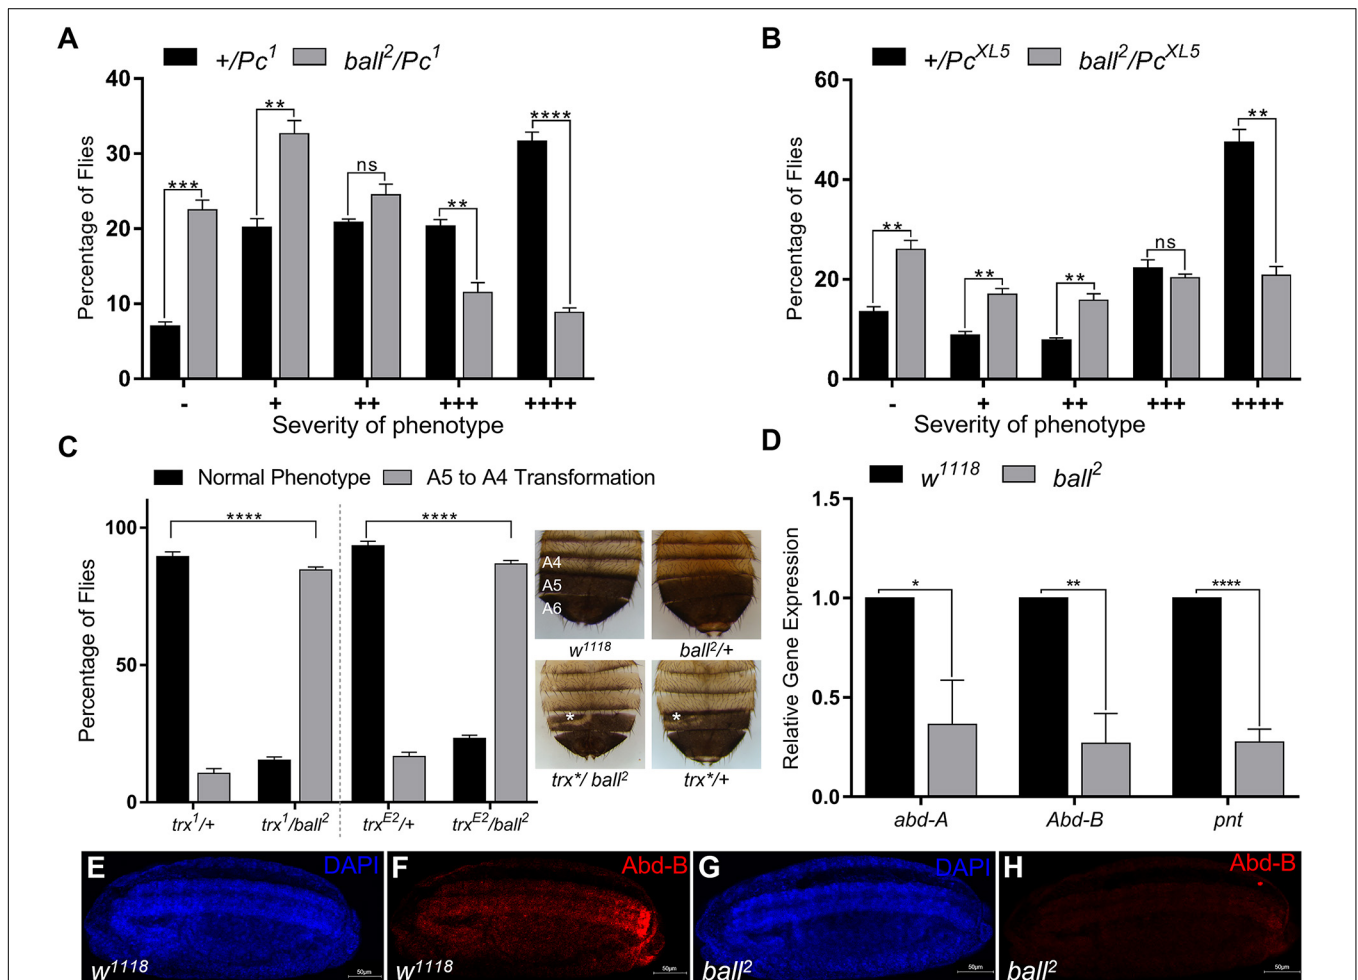 A
+/Pc1 ball2/Pc1
Percentage of Flies
40
30
20
10
0
***
**
ns
**
****
- + ++ +++ ++++
Severity of phenotype
B
+/PcXL5 ball2/PcXL5
Percentage of Flies
60
40
20
0
**
**
**
ns
**
- + ++ +++ ++++
Severity of phenotype
C
Normal Phenotype A5 to A4 Transformation
Percentage of Flies
100
50
0
****
****
trx1/+ trx1/ball2 trxE2/+ trxE2/ball2
A4
A5
A6
w1118
ball2/+
*
trx*/ ball2
*
trx*/+
D
w1118 ball2
Relative Gene Expression
1.5
1.0
0.5
0.0
*
**
****
abd-A Abd-B pnt
E DAPI
w1118 50µm
F Abd-B
w1118 50µm
G DAPI
ball2 50µm
H Abd-B
ball2 50µm